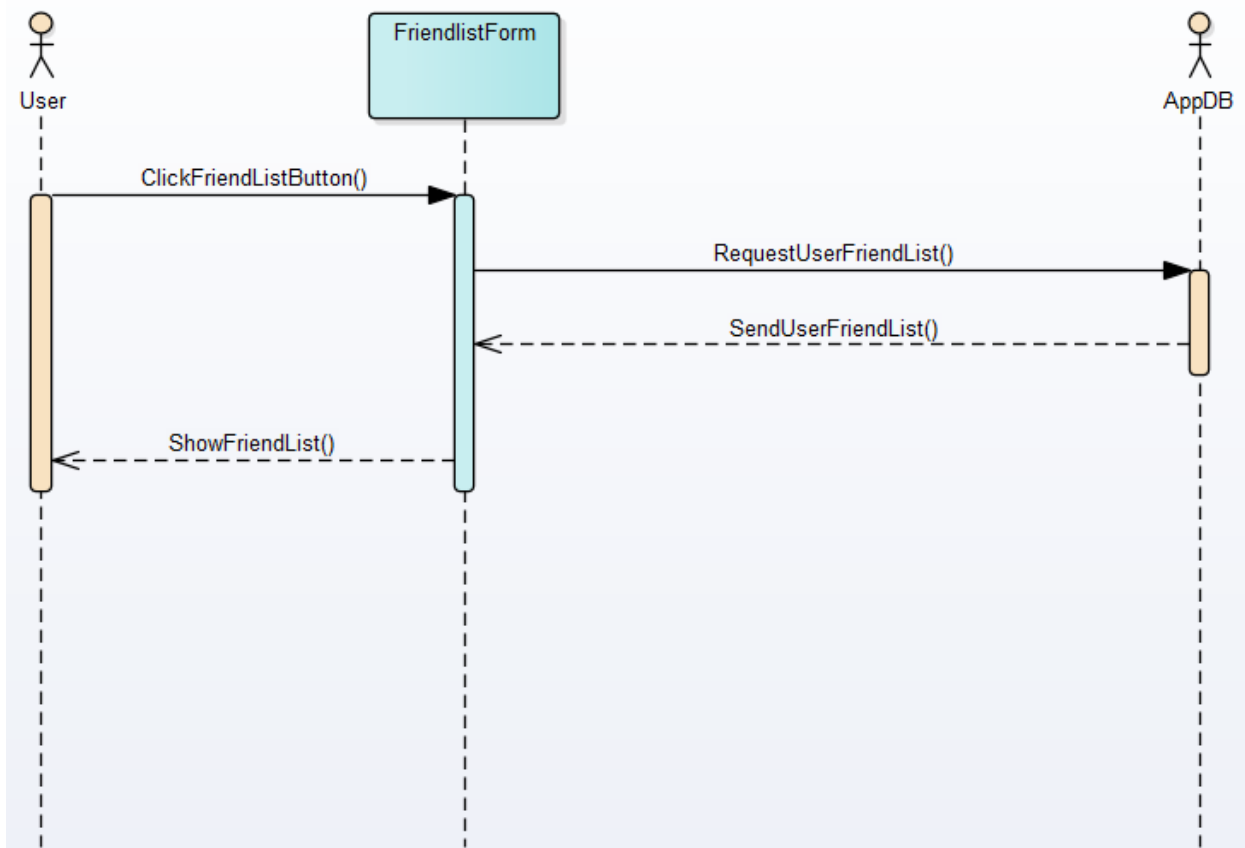 User
FriendlistForm
AppDB
ClickFriendListButton()
RequestUserFriendList()
SendUserFriendList()
ShowFriendList()